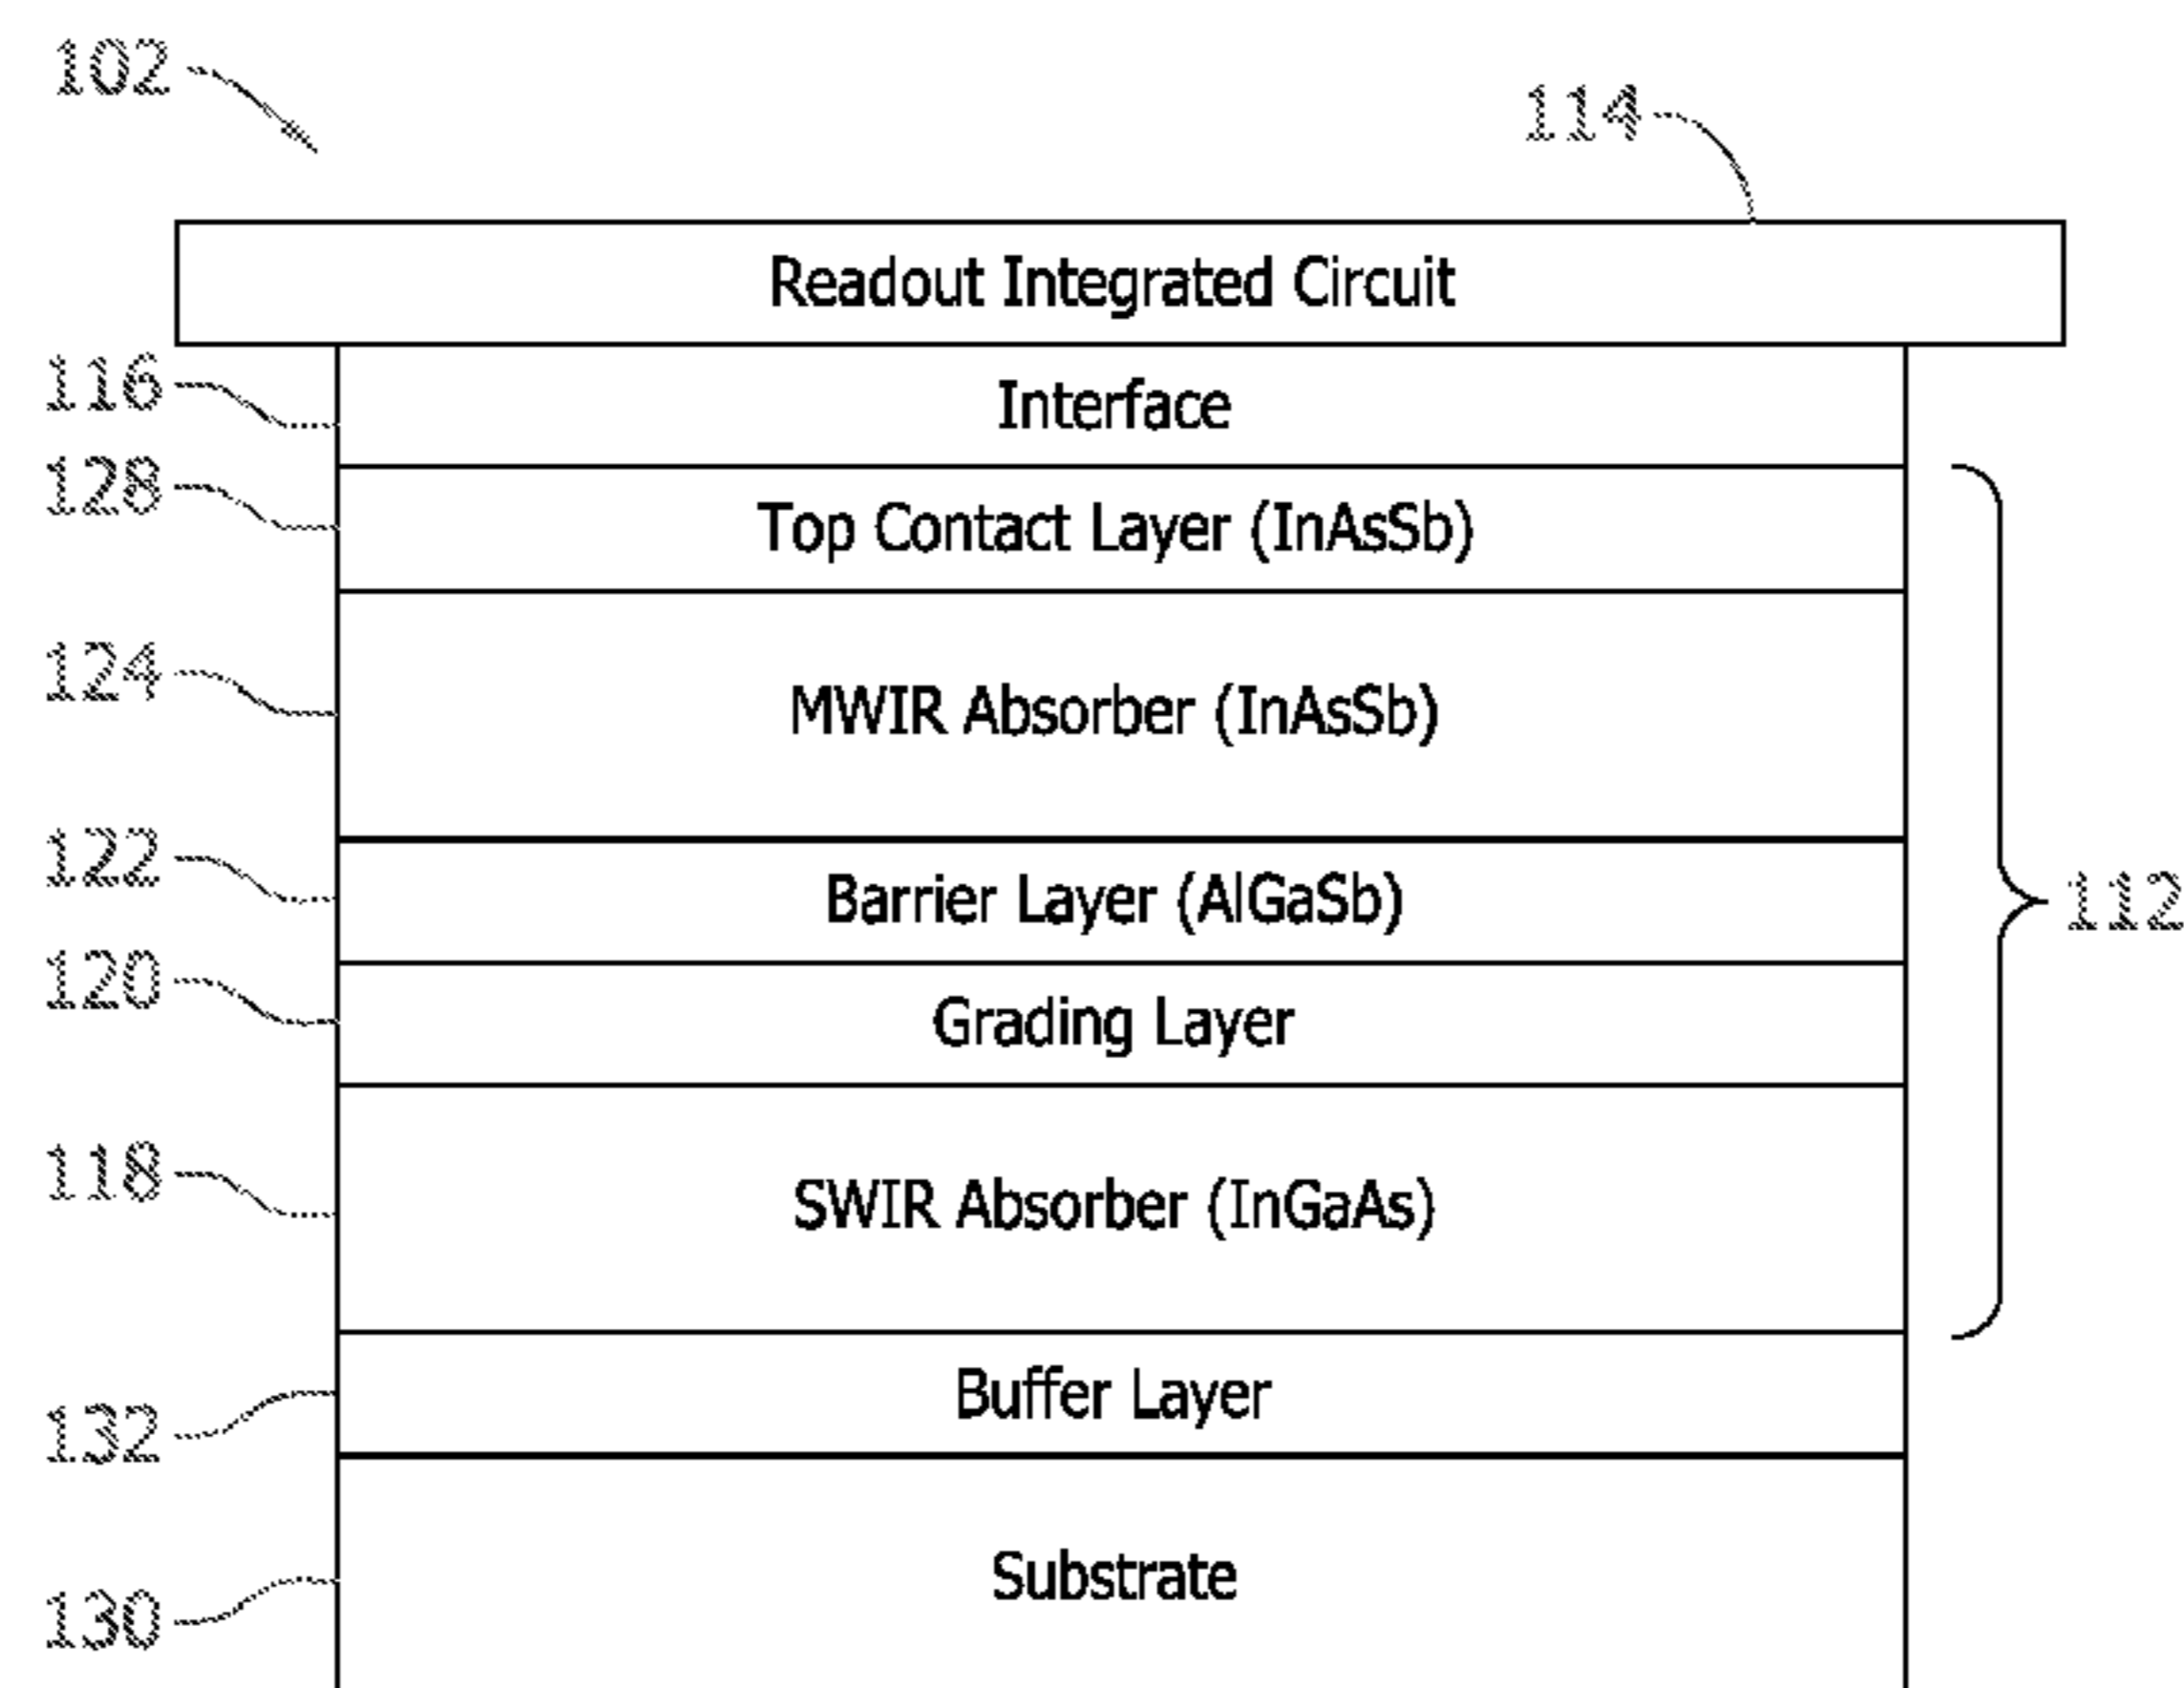 102
114
Readout Integrated Circuit
116
Interface
128
Top Contact Layer (InAsSb)
124
MWIR Absorber (InAsSb)
122
Barrier Layer (AlGaSb)
112
120
Grading Layer
118
SWIR Absorber (InGaAs)
132
Buffer Layer
130
Substrate